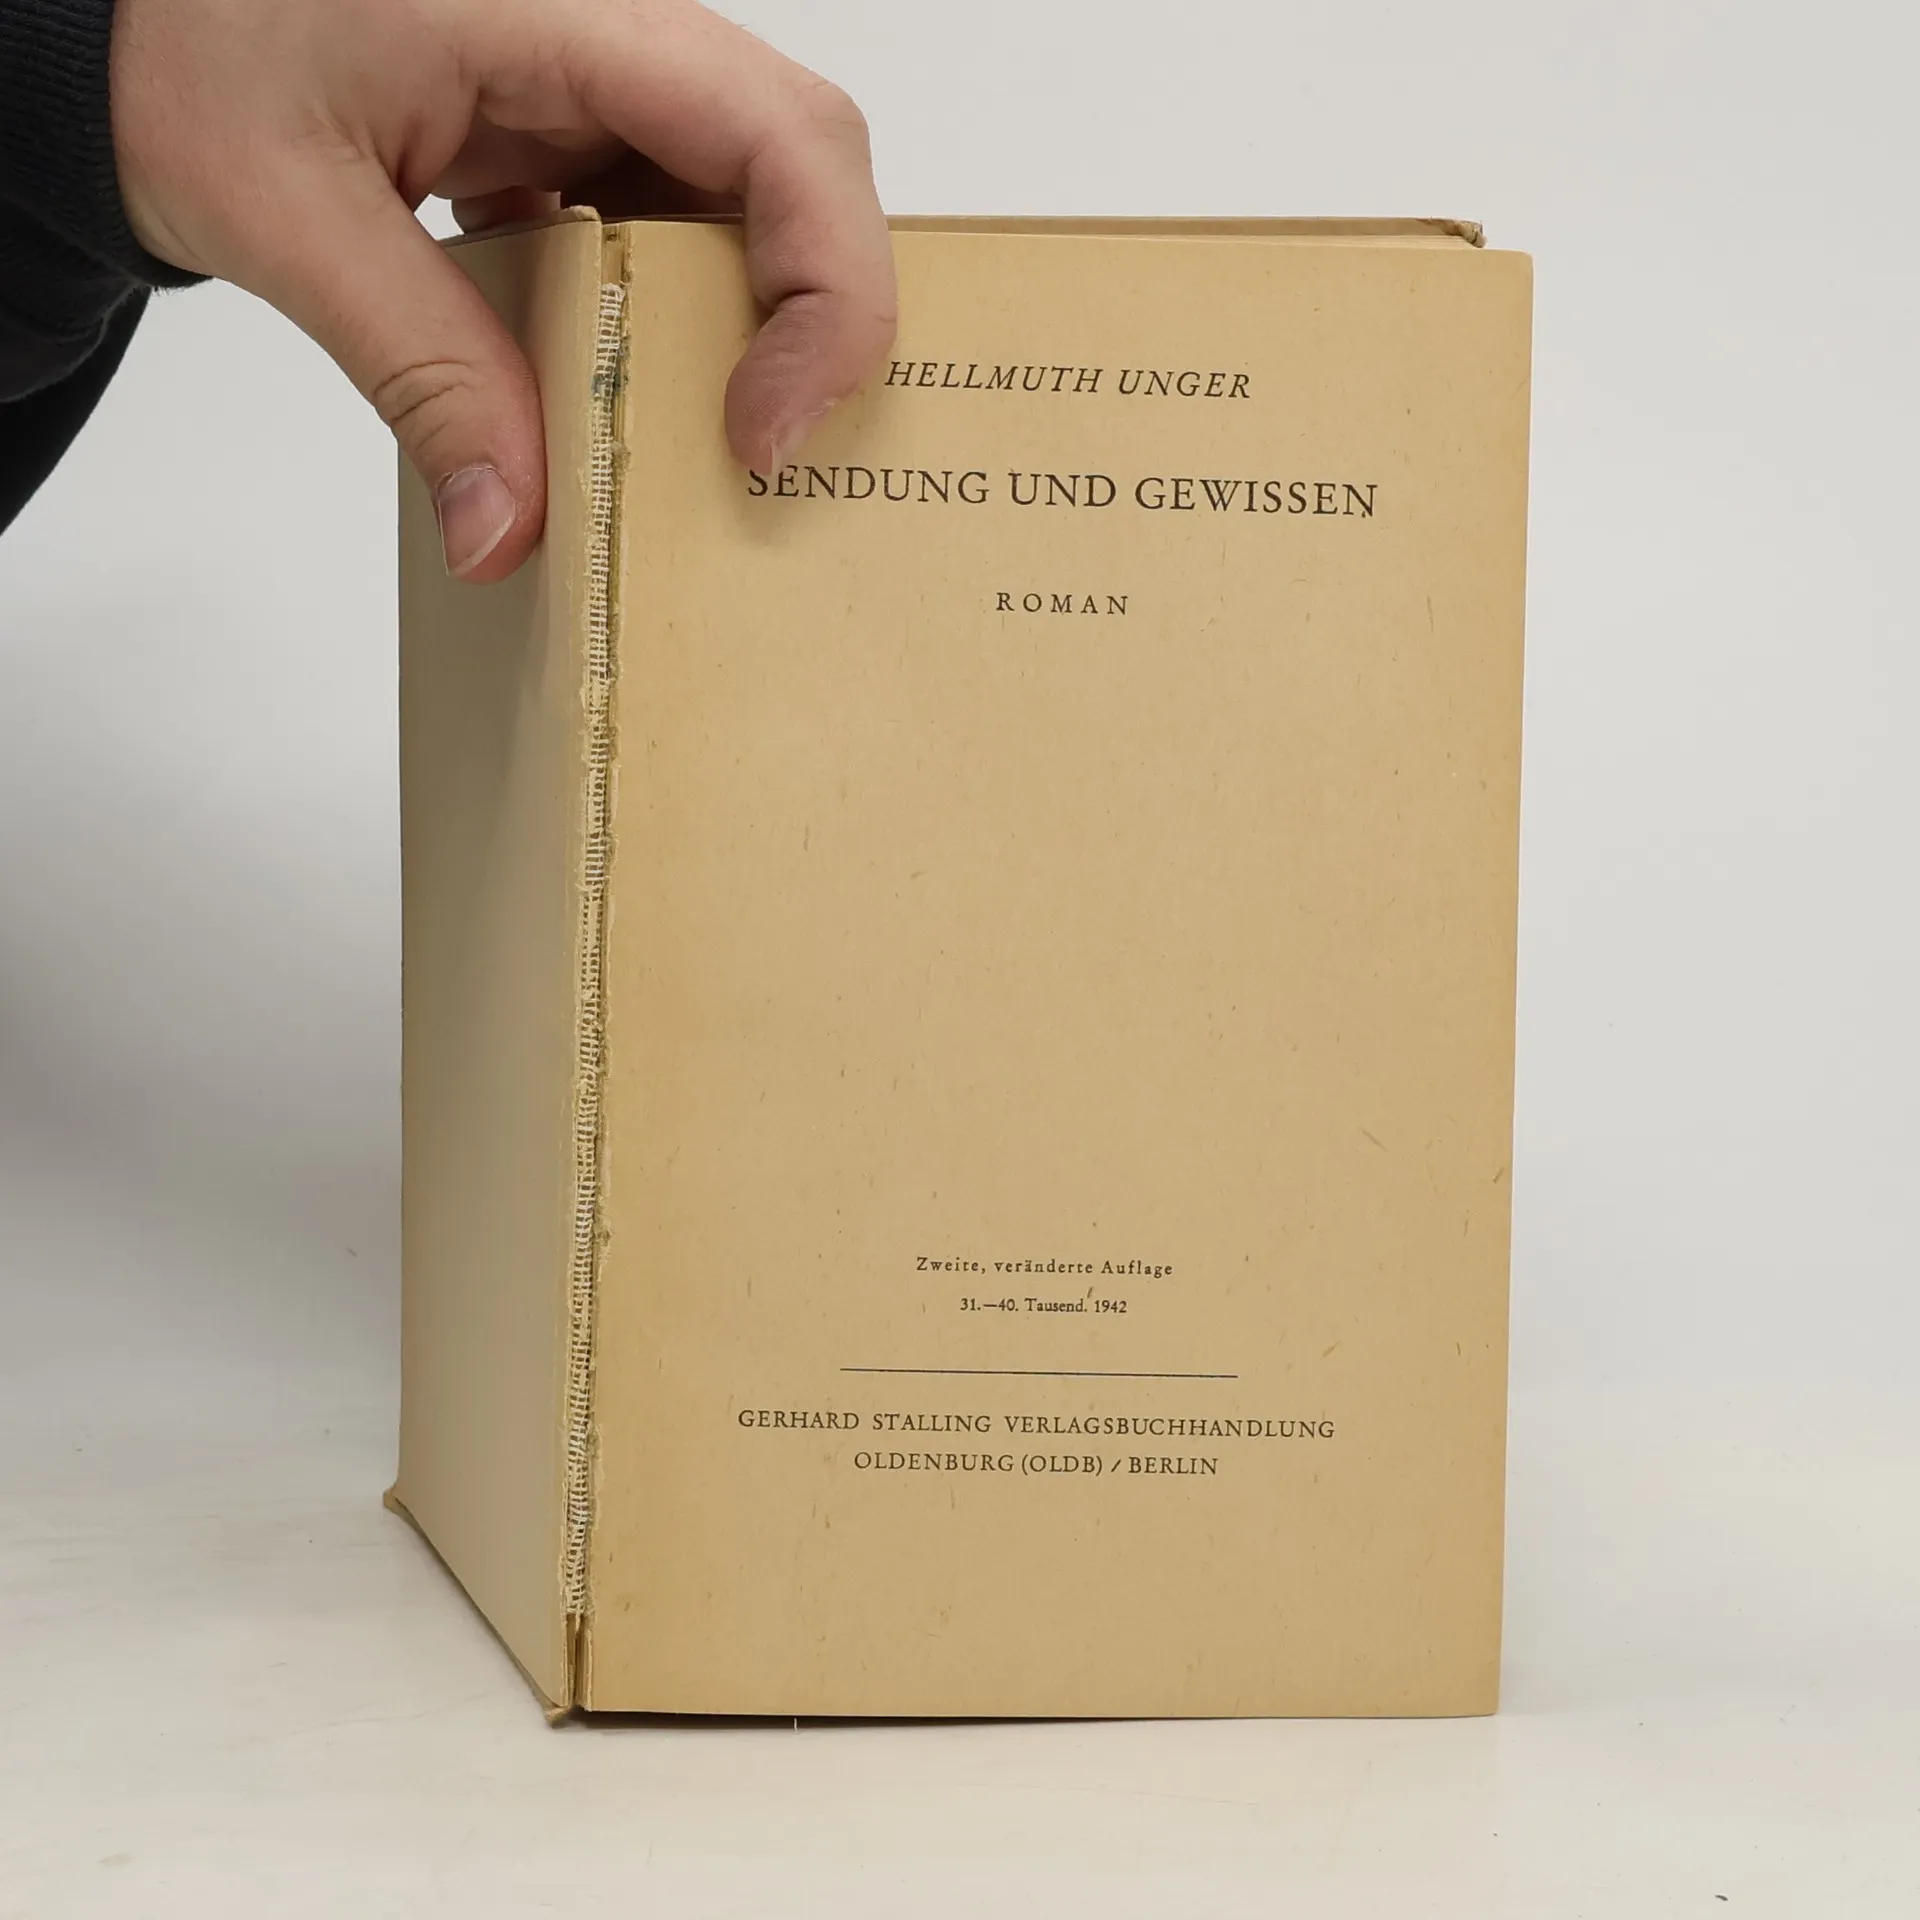 HELLMUTH UNGER
SENDUNG UND GEWISSEN
ROMAN
Zweite, veränderte Auflage
31.—40. Tausend. 1942
GERHARD STALLING VERLAGSBUCHHANDLUNG
OLDENBURG (OLDB) / BERLIN